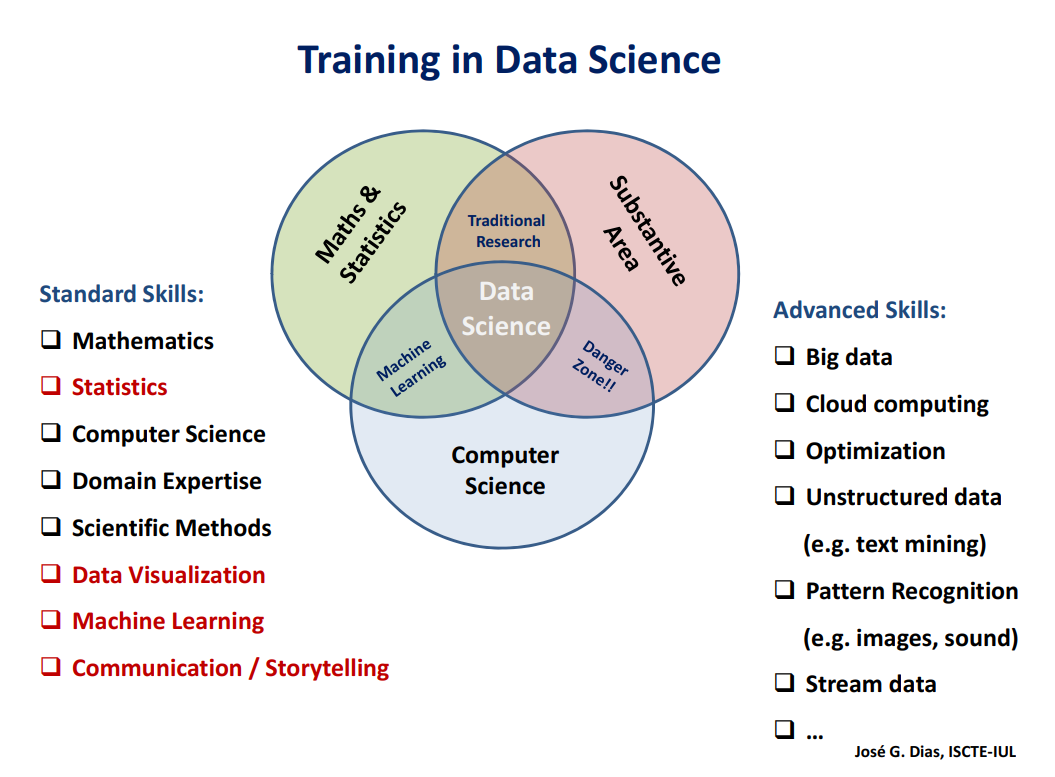 Training in Data Science
Maths &
Statistics
Substantive
Area
Traditional
Research
Data
Science
Machine
Learning
Danger
Zone!!
Computer
Science
Standard Skills:
Mathematics
Statistics
Computer Science
Domain Expertise
Scientific Methods
Data Visualization
Machine Learning
Communication / Storytelling
Advanced Skills:
Big data
Cloud computing
Optimization
Unstructured data
(e.g. text mining)
Pattern Recognition
(e.g. images, sound)
Stream data
...
José G. Dias, ISCTE-IUL